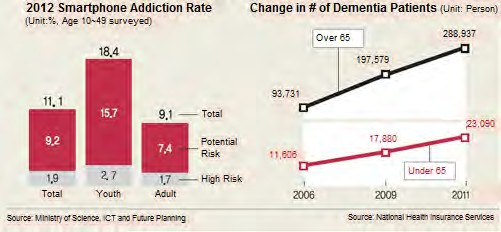 2012 Smartphone Addiction Rate
(Unit:%, Age 10~49 surveyed)
18.4
11.1
15.7
9.1
Total
9.2
7.4
Potential
Risk
1.9
2.7
1.7
High Risk
Total
Youth
Adult
Source: Ministry of Science, ICT and Future Planning
Change in # of Dementia Patients (Unit: Person)
288,937
Over 65
197,579
93,731
23,090
17,880
11,606
Under 65
2006
2009
2011
Source: National Health Insurance Services